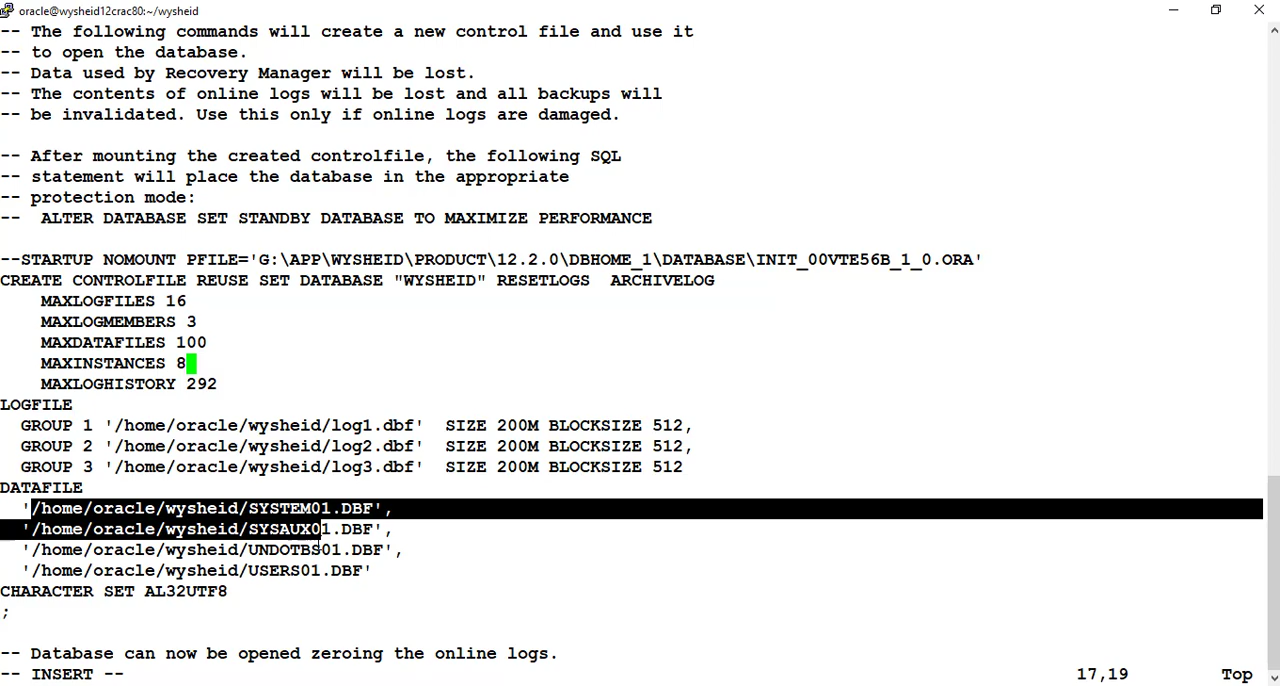 oracle@wysheid12crac80:~/wysheid
-- The following commands will create a new control file and use it
-- to open the database.
-- Data used by Recovery Manager will be lost.
-- The contents of online logs will be lost and all backups will
-- be invalidated. Use this only if online logs are damaged.
-- After mounting the created controlfile, the following SQL
-- statement will place the database in the appropriate
-- protection mode:
--  ALTER DATABASE SET STANDBY DATABASE TO MAXIMIZE PERFORMANCE
--STARTUP NOMOUNT PFILE='G:\APP\WYSHEID\PRODUCT\12.2.0\DBHOME_1\DATABASE\INIT_00VTE56B_1_0.ORA'
CREATE CONTROLFILE REUSE SET DATABASE "WYSHEID" RESETLOGS  ARCHIVELOG
    MAXLOGFILES 16
    MAXLOGMEMBERS 3
    MAXDATAFILES 100
    MAXINSTANCES 8
    MAXLOGHISTORY 292
LOGFILE
  GROUP 1 '/home/oracle/wysheid/log1.dbf'  SIZE 200M BLOCKSIZE 512,
  GROUP 2 '/home/oracle/wysheid/log2.dbf'  SIZE 200M BLOCKSIZE 512,
  GROUP 3 '/home/oracle/wysheid/log3.dbf'  SIZE 200M BLOCKSIZE 512
DATAFILE
  '/home/oracle/wysheid/SYSTEM01.DBF',
  '/home/oracle/wysheid/SYSAUX01.DBF',
  '/home/oracle/wysheid/UNDOTBS01.DBF',
  '/home/oracle/wysheid/USERS01.DBF'
CHARACTER SET AL32UTF8
;
-- Database can now be opened zeroing the online logs.
-- INSERT -- 17,19 Top